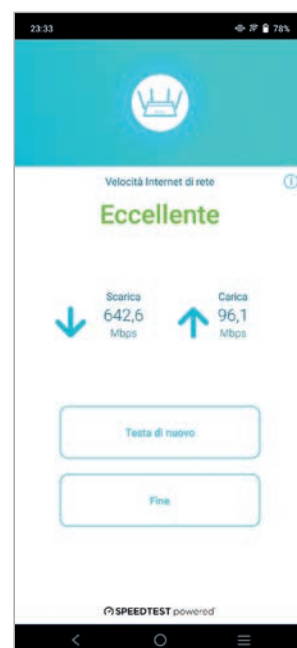 23:33
78%
Velocità Internet di rete
Eccellente
Scarica
642,6
Mbps
Carica
96,1
Mbps
Testa di nuovo
Fine
SPEEDTEST powered